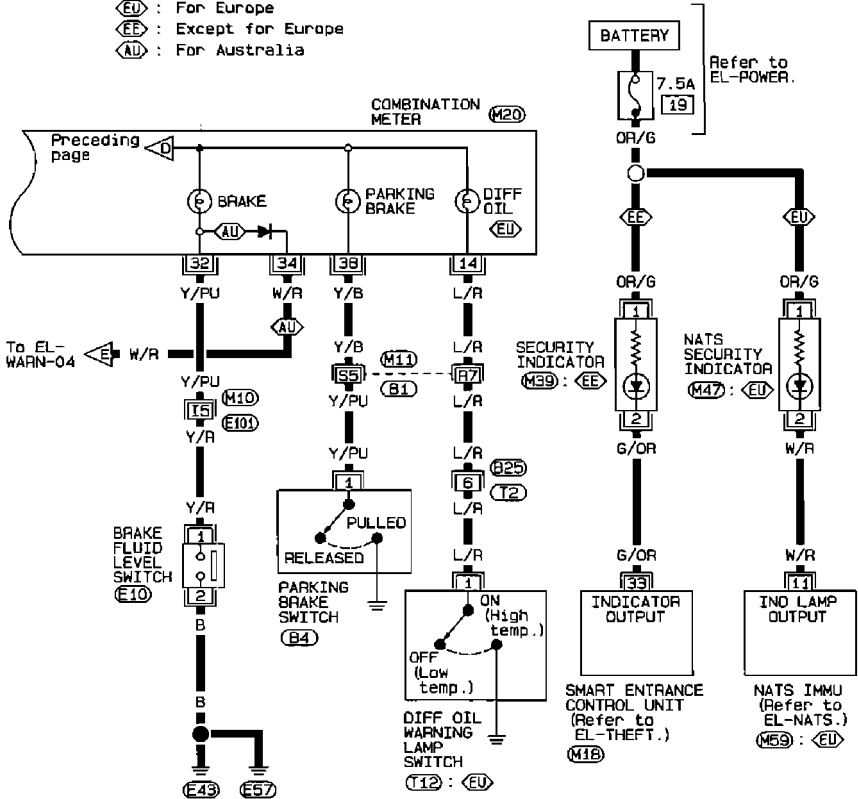 EU : For Europe
EE : Except for Europe
AU : For Australia
BATTERY
Refer to
EL-POWER.
7.5A
19
OR/G
COMBINATION
METER
M20
Preceding
page
D
BRAKE
PARKING
BRAKE
DIFF
OIL
AU
EU
EE
EU
32
34
38
14
Y/PU
W/R
Y/B
L/R
OR/G
OR/G
AU
1
1
To EL-
WARN-04
E
W/R
Y/B
L/R
SECURITY
INDICATOR
M39 : EE
NATS
SECURITY
INDICATOR
M47 : EU
S5
M11
B1
A7
Y/PU
Y/PU
L/R
I5
M10
E101
2
2
Y/R
G/OR
W/R
Y/PU
L/R
1
6
B25
T2
Y/R
L/R
PULLED
RELEASED
BRAKE
FLUID
LEVEL
SWITCH
E10
1
2
L/R
G/OR
W/R
PARKING
BRAKE
SWITCH
B4
1
33
11
ON
(High
temp.)
OFF
(Low
temp.)
INDICATOR
OUTPUT
IND LAMP
OUTPUT
B
B
SMART ENTRANCE
CONTROL UNIT
(Refer to
EL-THEFT.)
M18
NATS IMMU
(Refer to
EL-NATS.)
M59 : EU
DIFF OIL
WARNING
LAMP
SWITCH
T12 : EU
E43
E57